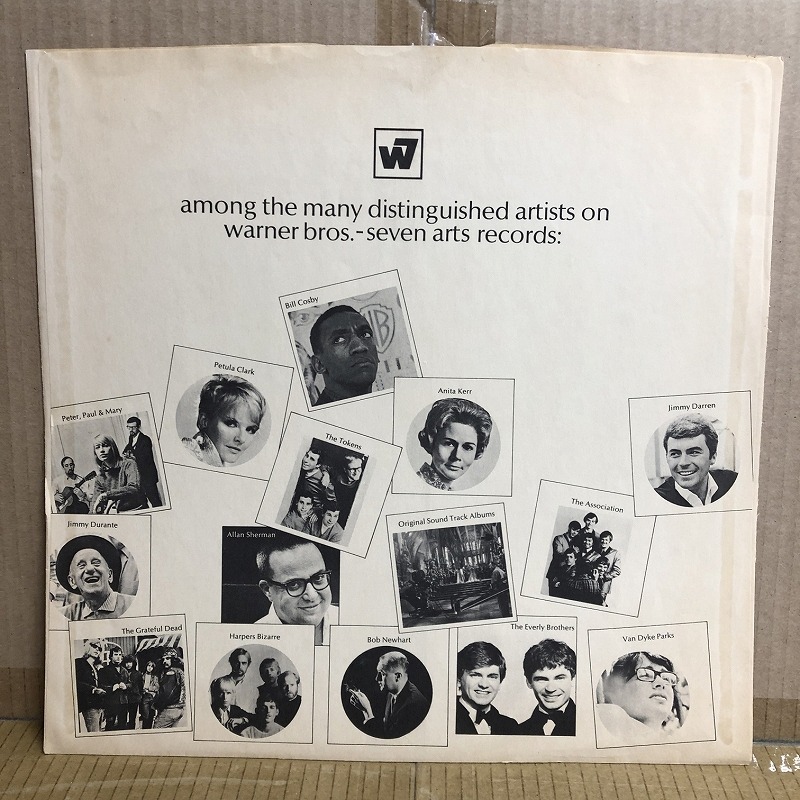 W7
among the many distinguished artists on
warner bros.-seven arts records:
Bill Cosby
WB
Petula Clark
Anita Kerr
Jimmy Darren
Peter, Paul & Mary
The Tokens
The Association
Original Sound Track Albums
Jimmy Durante
Allan Sherman
The Grateful Dead
Harpers Bizarre
Bob Newhart
The Everly Brothers
Van Dyke Parks